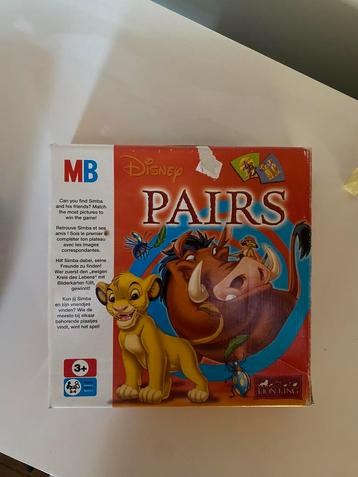 MB
Disney
PAIRS
Can you find Simba
and his friends? Match
the most pictures to
win the game!
Retrouve Simba et ses
amis ! Sois le premier à
compléter ton plateau
avec les images
correspondantes.
Hilf Simba dabei, seine
Freunde zu finden!
Wer zuerst den „ewigen
Kreis des Lebens" mit
Bilderkarten füllt,
gewinnt!
Kun jij Simba
en zijn vriendjes
vinden? Wie de
meeste bij elkaar
behorende plaatjes
vindt, wint het spel!
3+
2-4
LION KING